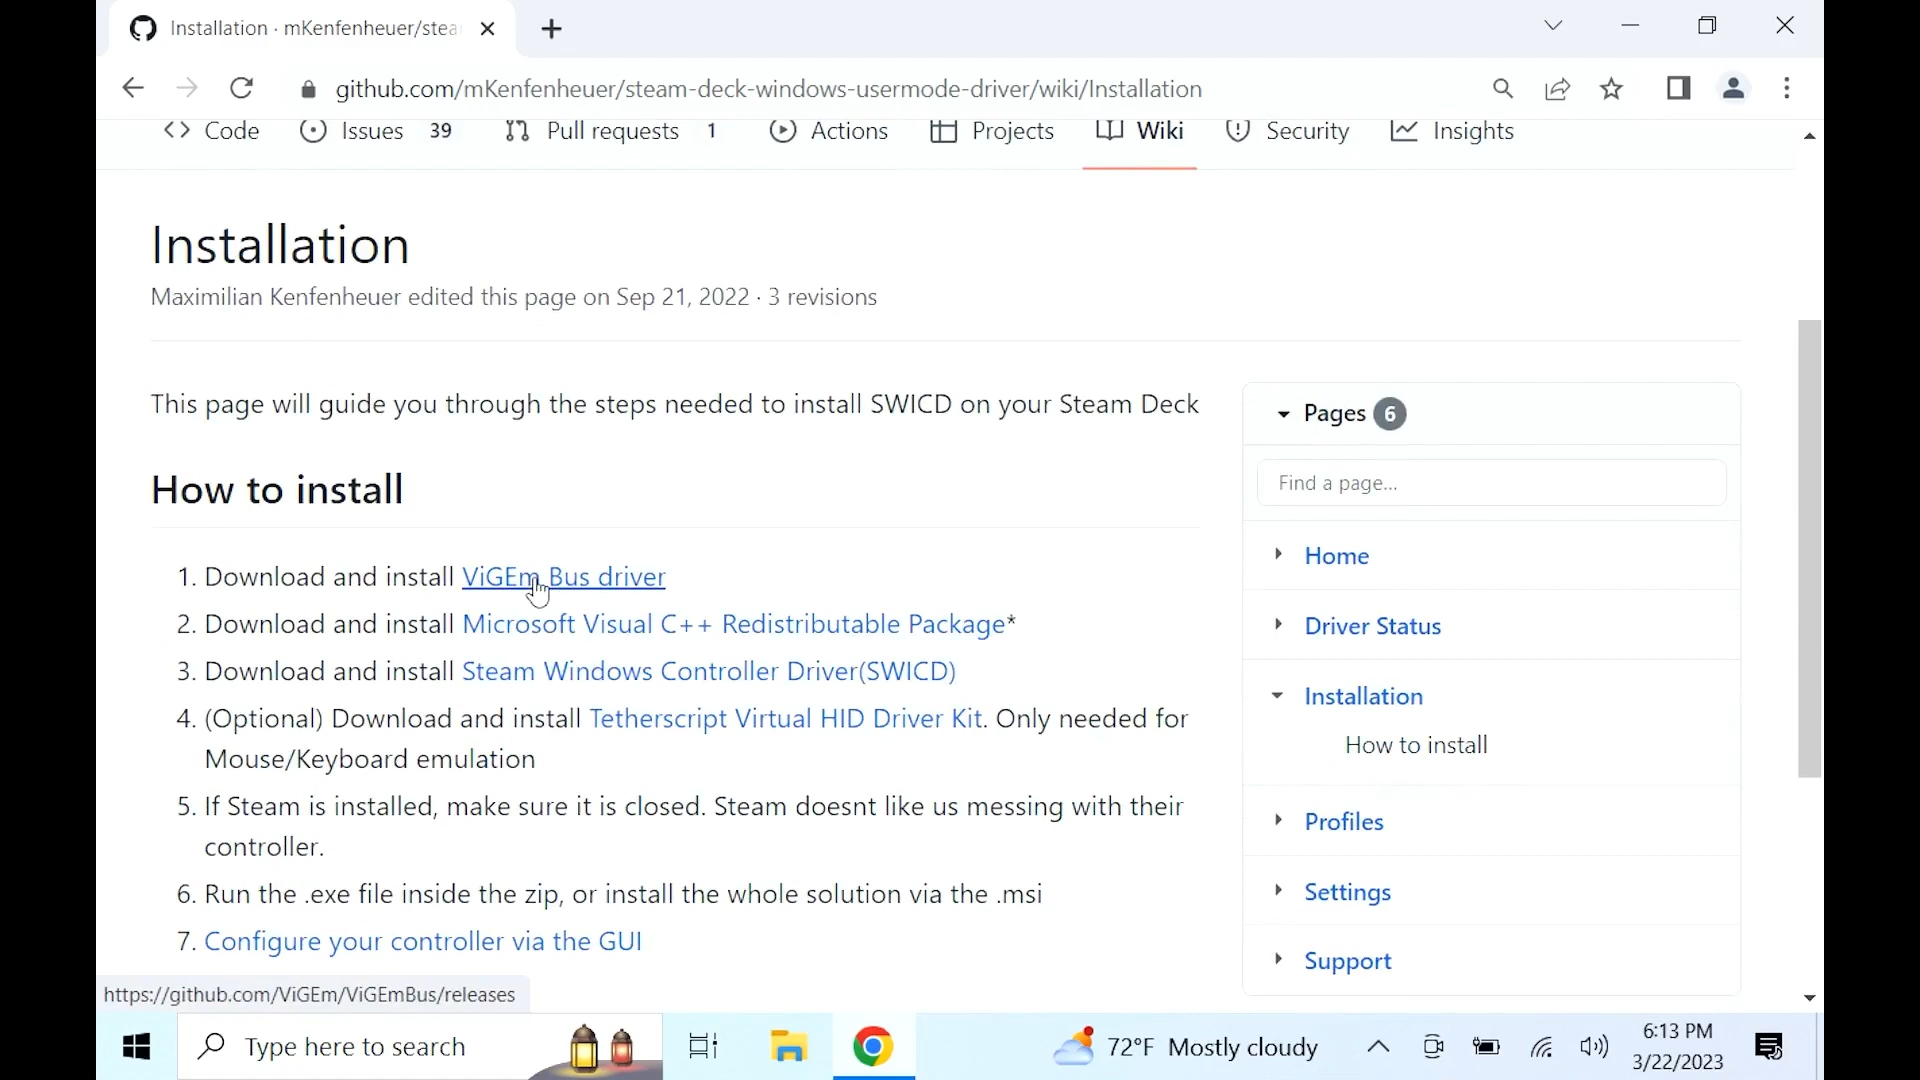 Installation · mKenfenheuer/stea
github.com/mKenfenheuer/steam-deck-windows-usermode-driver/wiki/Installation
Code Issues 39 Pull requests 1 Actions Projects Wiki Security Insights
Installation
Maximilian Kenfenheuer edited this page on Sep 21, 2022 · 3 revisions
This page will guide you through the steps needed to install SWICD on your Steam Deck
How to install
1. Download and install ViGEm Bus driver
2. Download and install Microsoft Visual C++ Redistributable Package*
3. Download and install Steam Windows Controller Driver(SWICD)
4. (Optional) Download and install Tetherscript Virtual HID Driver Kit. Only needed for
Mouse/Keyboard emulation
5. If Steam is installed, make sure it is closed. Steam doesnt like us messing with their
controller.
6. Run the .exe file inside the zip, or install the whole solution via the .msi
7. Configure your controller via the GUI
Pages 6
Find a page...
Home
Driver Status
Installation
How to install
Profiles
Settings
Support
https://github.com/ViGEm/ViGEmBus/releases
Type here to search
72°F Mostly cloudy
6:13 PM
3/22/2023